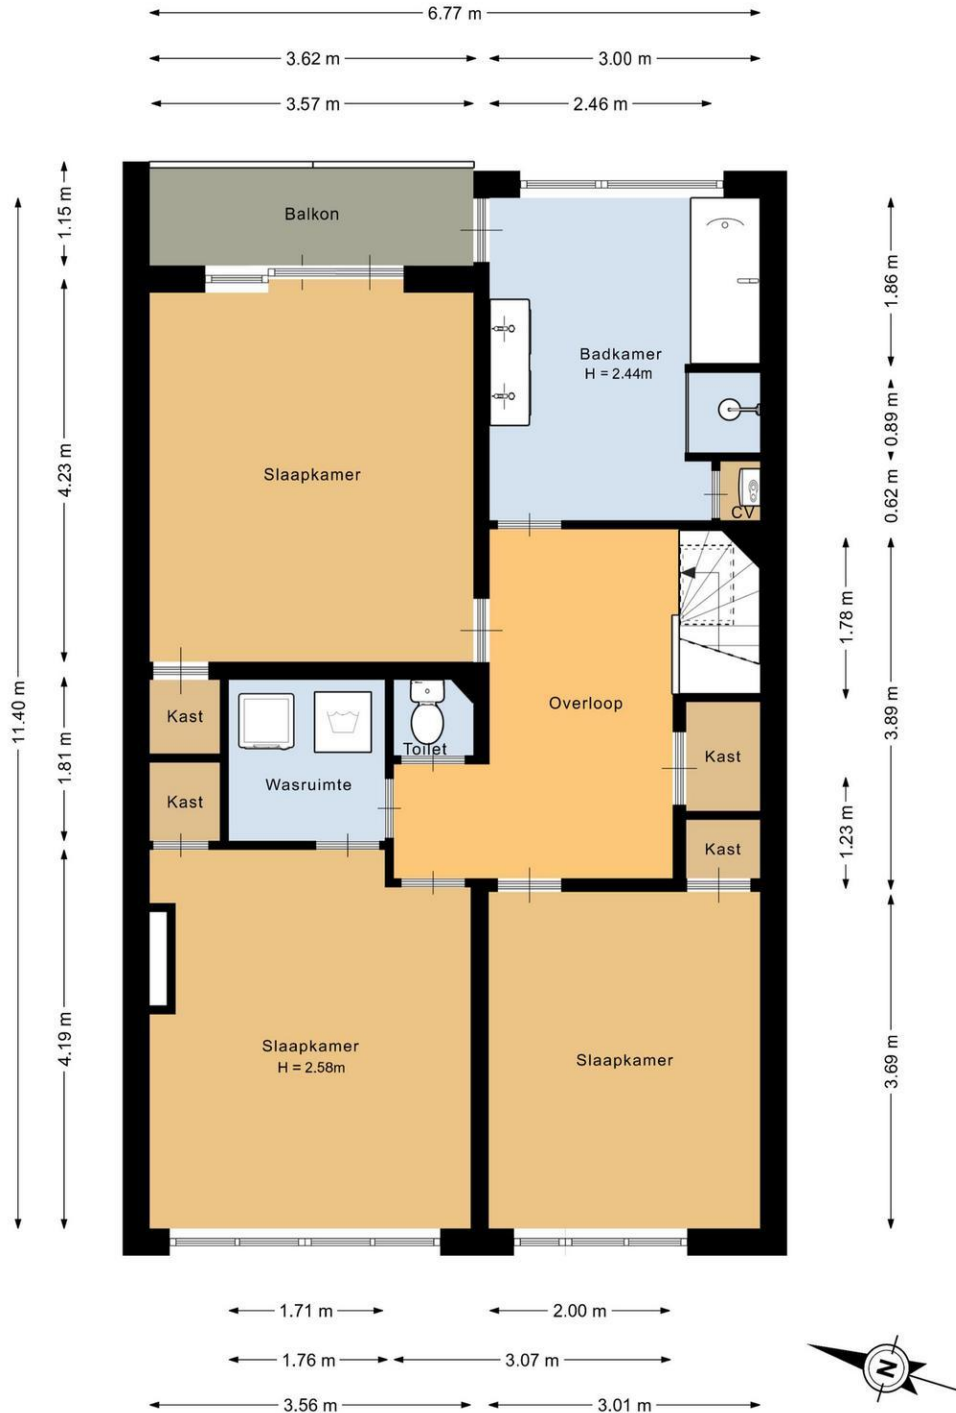 6.77 m
3.62 m
3.00 m
3.57 m
2.46 m
1.15 m
Balkon
1.86 m
Badkamer
H = 2.44m
0.89 m
4.23 m
Slaapkamer
0.62 m
CV
1.78 m
11.40 m
1.81 m
Kast
Overloop
3.89 m
Toilet
Kast
Wasruimte
Kast
1.23 m
Kast
4.19 m
Slaapkamer
H = 2.58m
Slaapkamer
3.69 m
1.71 m
2.00 m
1.76 m
3.07 m
N
3.56 m
3.01 m